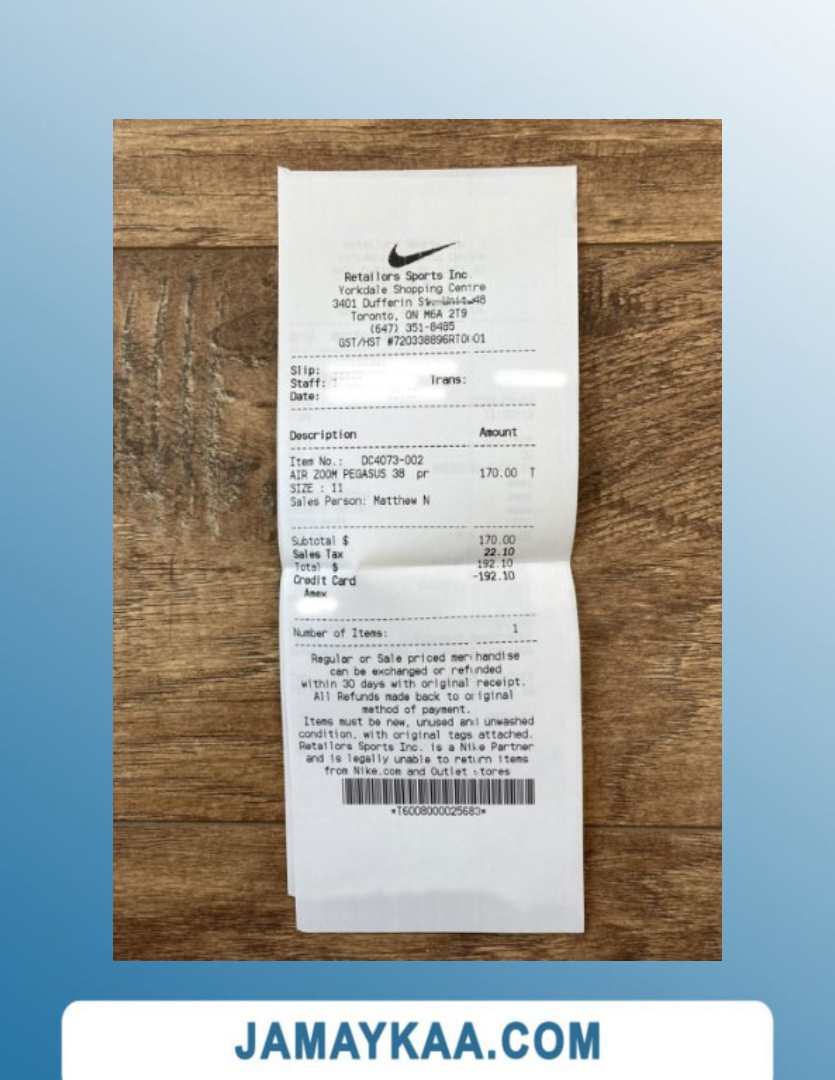 Retailors Sports Inc.
Yorkdale Shopping Centre
3401 Dufferin St. Unit 48
Toronto, ON M6A 2T9
(647) 351-8485
GST/HST #720338896RT0001
Slip:
Staff: Trans:
Date:
Description Amount
Item No.: DC4073-002
AIR ZOOM PEGASUS 38 pr 170.00 T
SIZE : 11
Sales Person: Matthew N
Subtotal $ 170.00
Sales Tax 22.10
Total $ 192.10
Credit Card -192.10
Amex
Number of Items: 1
Regular or Sale priced merchandise
can be exchanged or refunded
within 30 days with original receipt.
All Refunds made back to original
method of payment.
Items must be new, unused and unwashed
condition, with original tags attached.
Retailors Sports Inc. is a Nike Partner
and is legally unable to return items
from Nike.com and Outlet stores
*T6008000025683*
JAMAYKAA.COM